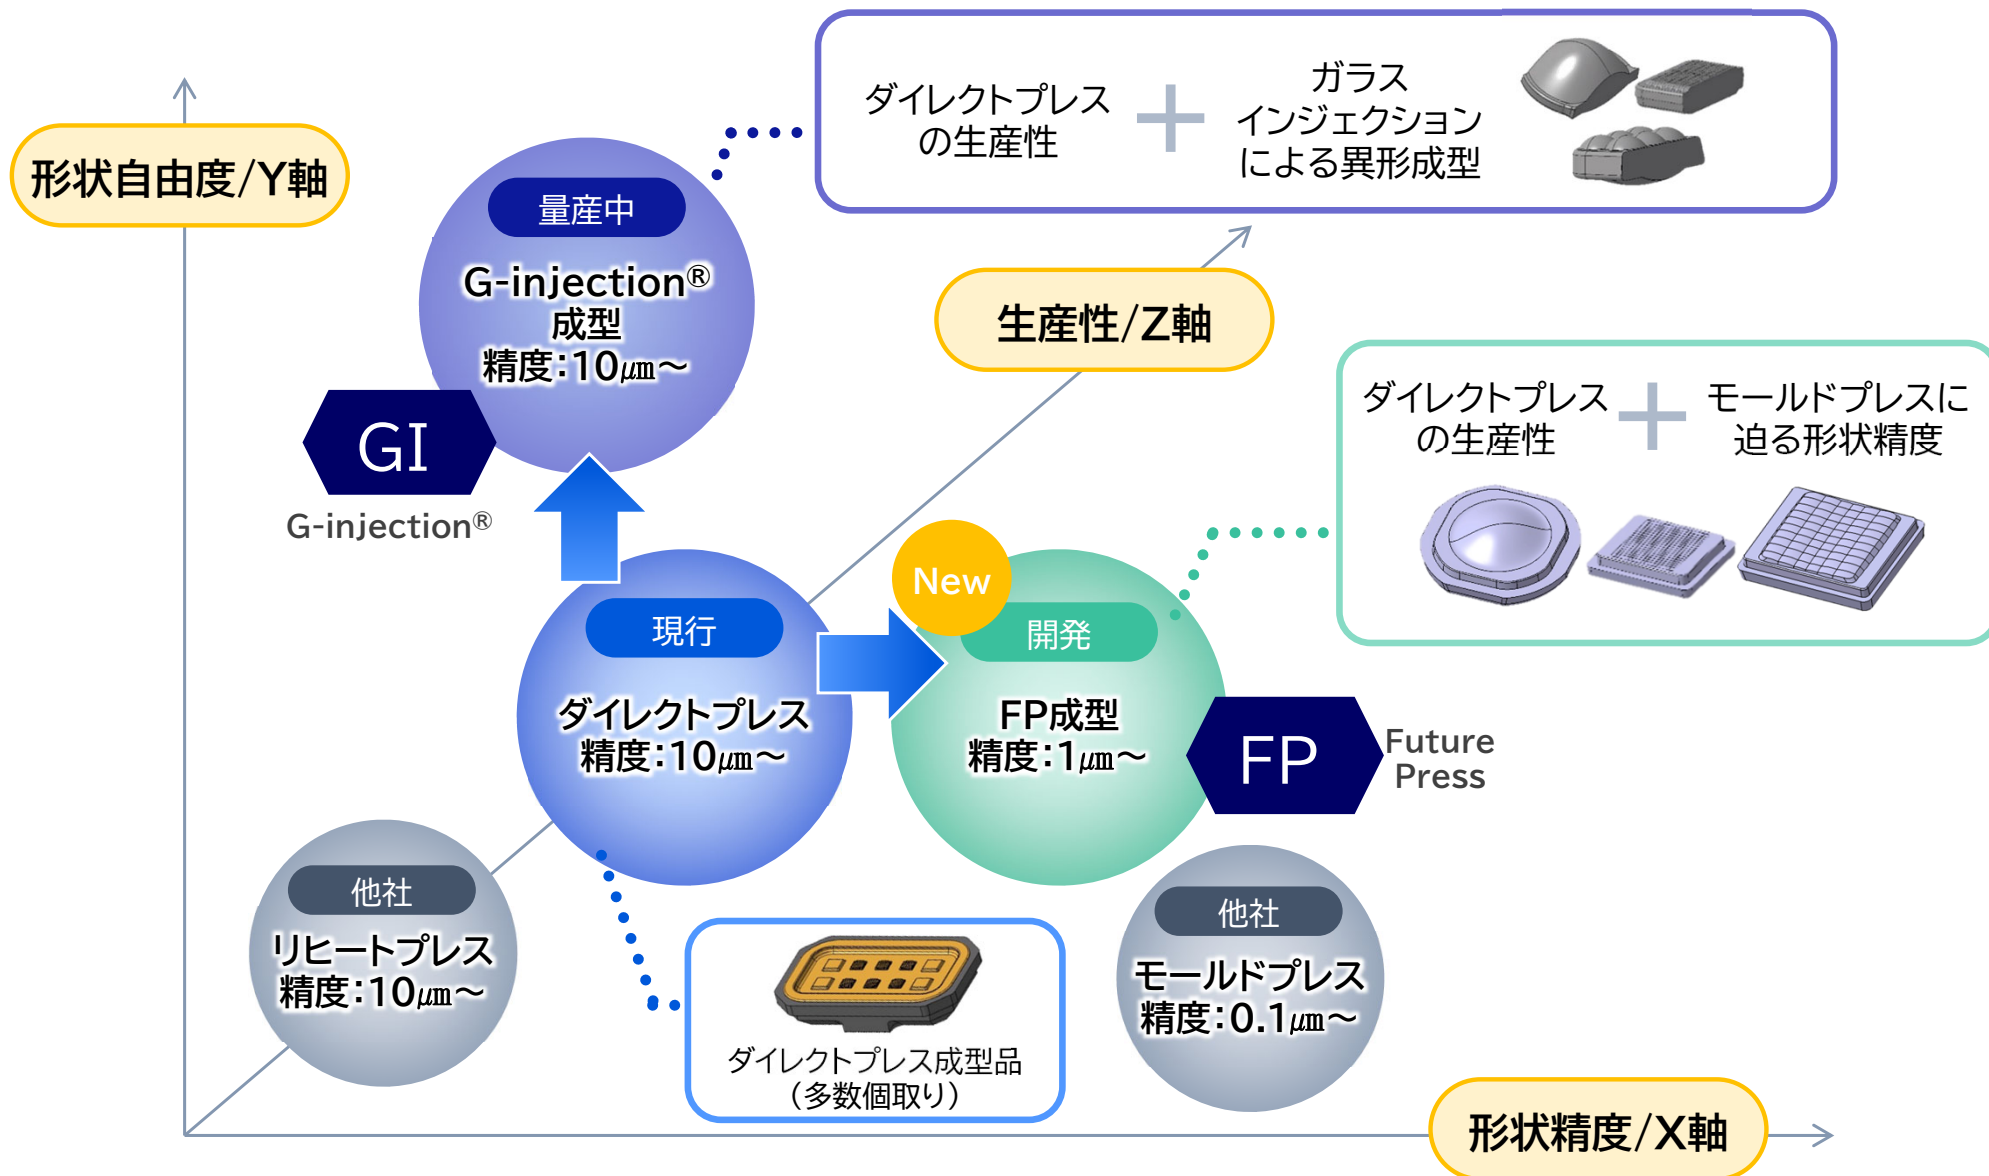 形状自由度/Y軸
ダイレクトプレス
の生産性
ガラス
インジェクション
による異形成型
量産中
G-injection®
成型
精度：10㎛～
GI
G-injection®
生産性/Z軸
ダイレクトプレス
の生産性
モールドプレスに
迫る形状精度
New
現行
ダイレクトプレス
精度：10㎛～
開発
FP成型
精度：1㎛～
FP
Future
Press
他社
リヒートプレス
精度：10㎛～
ダイレクトプレス成型品
（多数個取り）
他社
モールドプレス
精度：0.1㎛～
形状精度/X軸